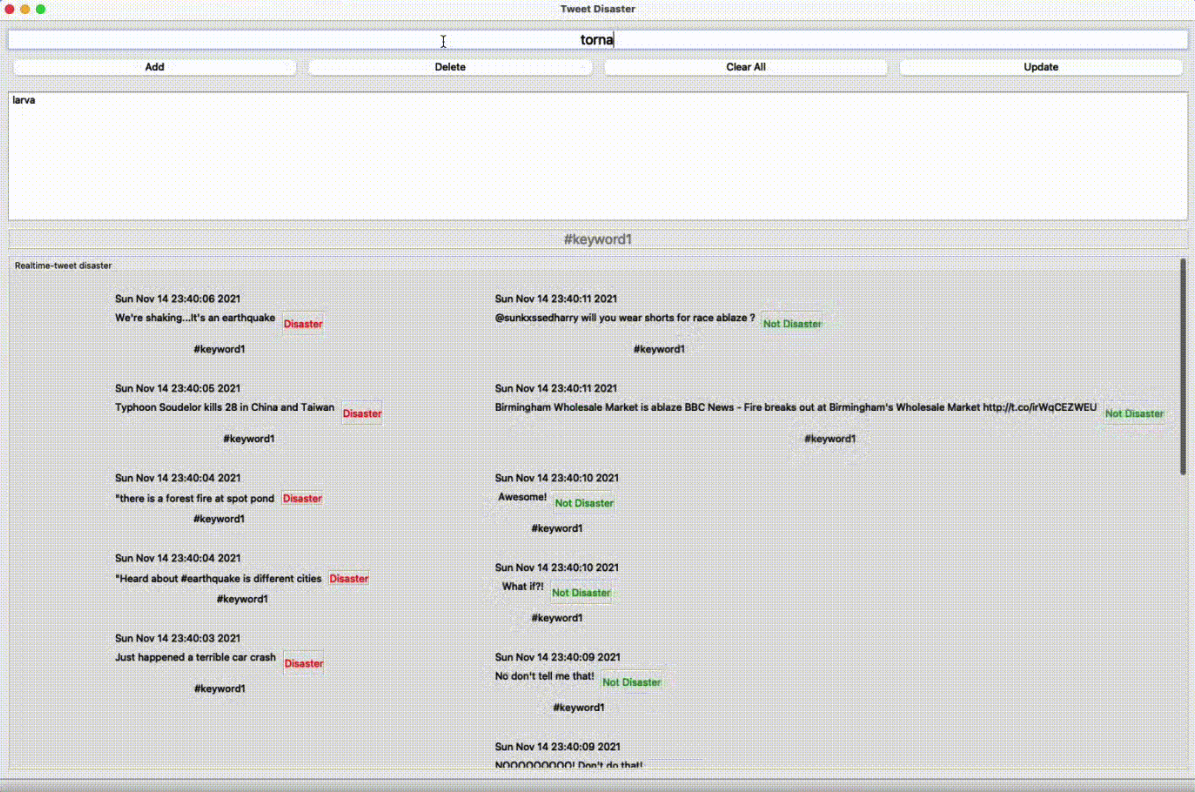 Tweet Disaster
torna
Add Delete Clear All Update
larva
#keyword1
Realtime-tweet disaster
Sun Nov 14 23:40:06 2021
We're shaking...It's an earthquake Disaster
#keyword1
Sun Nov 14 23:40:05 2021
Typhoon Soudelor kills 28 in China and Taiwan Disaster
#keyword1
Sun Nov 14 23:40:04 2021
"there is a forest fire at spot pond Disaster
#keyword1
Sun Nov 14 23:40:04 2021
"Heard about #earthquake is different cities Disaster
#keyword1
Sun Nov 14 23:40:03 2021
Just happened a terrible car crash Disaster
#keyword1
Sun Nov 14 23:40:11 2021
@sunkxssedharry will you wear shorts for race ablaze ? Not Disaster
#keyword1
Sun Nov 14 23:40:11 2021
Birmingham Wholesale Market is ablaze BBC News - Fire breaks out at Birmingham's Wholesale Market http://t.co/irWqCEZWEU Not Disaster
#keyword1
Sun Nov 14 23:40:10 2021
Awesome! Not Disaster
#keyword1
Sun Nov 14 23:40:10 2021
What if?! Not Disaster
#keyword1
Sun Nov 14 23:40:09 2021
No don't tell me that! Not Disaster
#keyword1
Sun Nov 14 23:40:09 2021
NOOOOOOOOO! Don't do that!